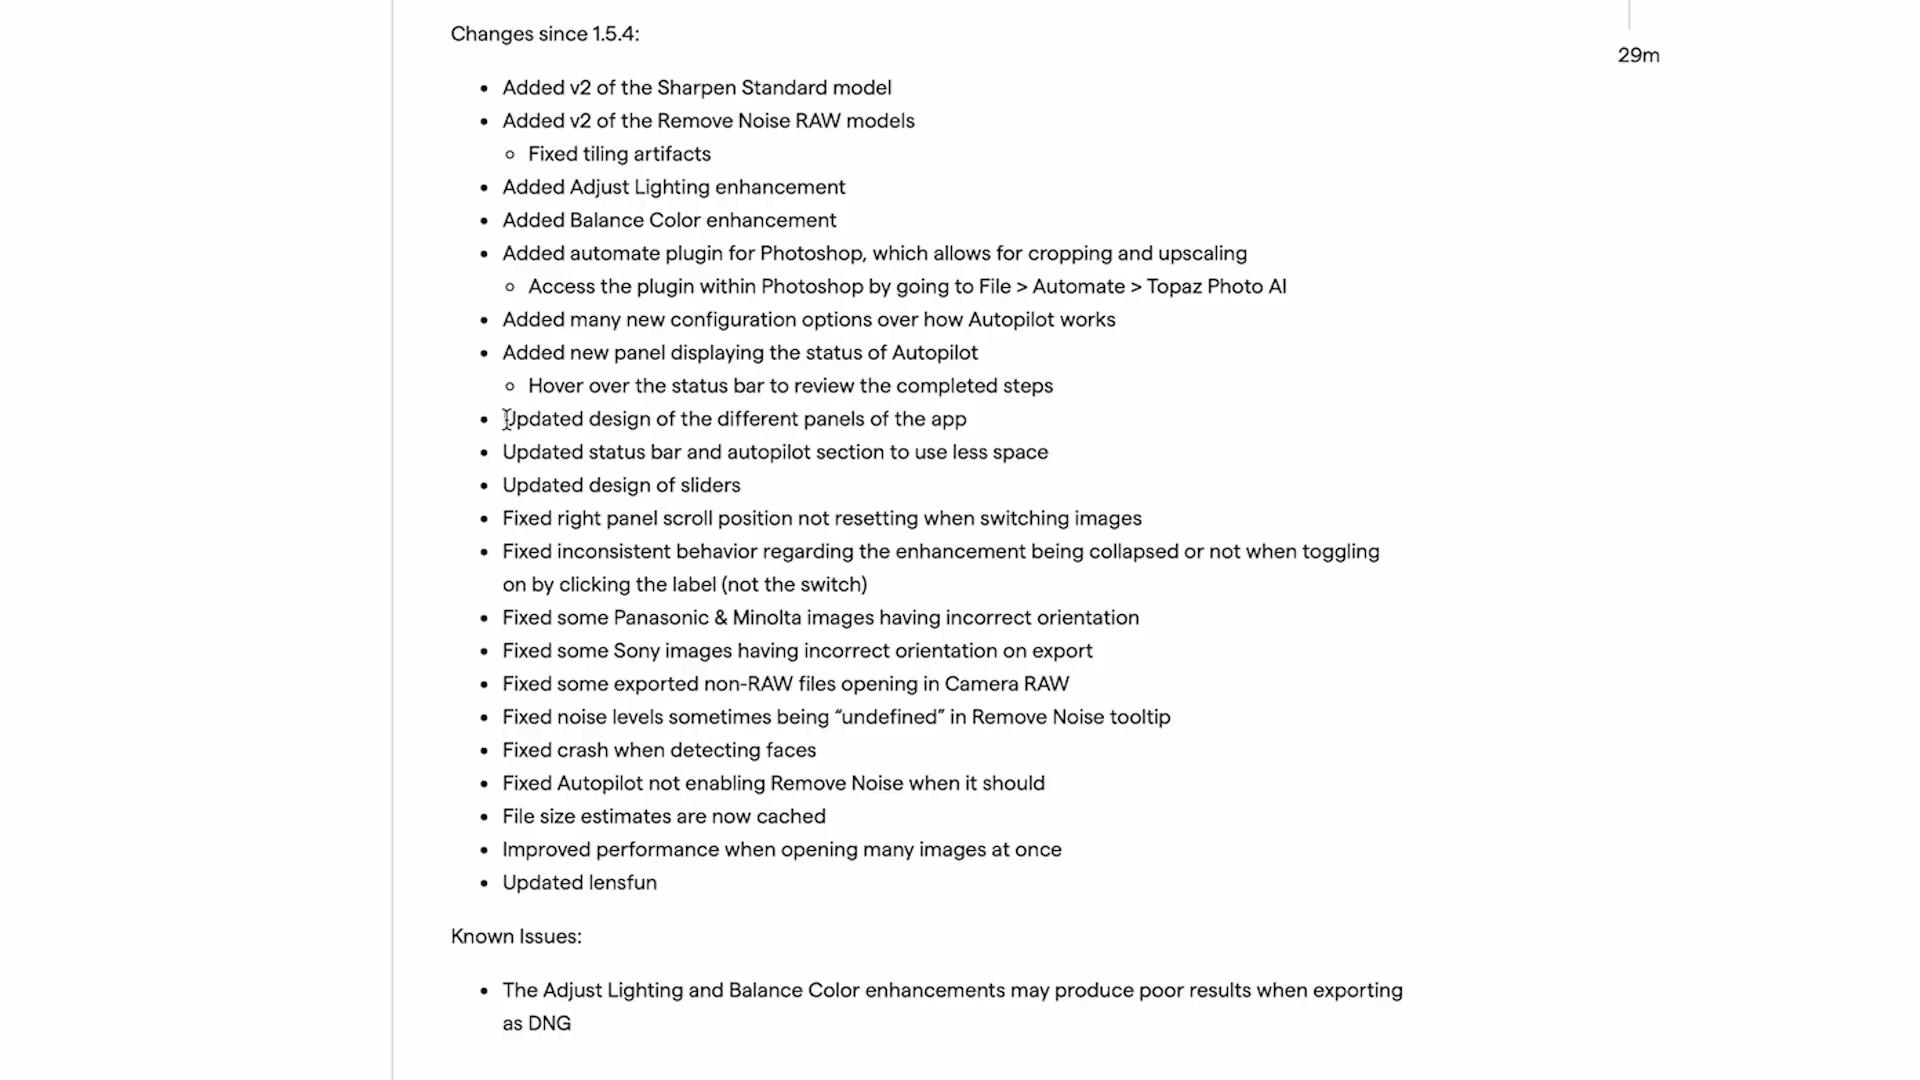 Changes since 1.5.4:
29m
• Added v2 of the Sharpen Standard model
• Added v2 of the Remove Noise RAW models
◦ Fixed tiling artifacts
• Added Adjust Lighting enhancement
• Added Balance Color enhancement
• Added automate plugin for Photoshop, which allows for cropping and upscaling
◦ Access the plugin within Photoshop by going to File > Automate > Topaz Photo AI
• Added many new configuration options over how Autopilot works
• Added new panel displaying the status of Autopilot
◦ Hover over the status bar to review the completed steps
• Updated design of the different panels of the app
• Updated status bar and autopilot section to use less space
• Updated design of sliders
• Fixed right panel scroll position not resetting when switching images
• Fixed inconsistent behavior regarding the enhancement being collapsed or not when toggling
on by clicking the label (not the switch)
• Fixed some Panasonic & Minolta images having incorrect orientation
• Fixed some Sony images having incorrect orientation on export
• Fixed some exported non-RAW files opening in Camera RAW
• Fixed noise levels sometimes being “undefined” in Remove Noise tooltip
• Fixed crash when detecting faces
• Fixed Autopilot not enabling Remove Noise when it should
• File size estimates are now cached
• Improved performance when opening many images at once
• Updated lensfun
Known Issues:
• The Adjust Lighting and Balance Color enhancements may produce poor results when exporting
as DNG